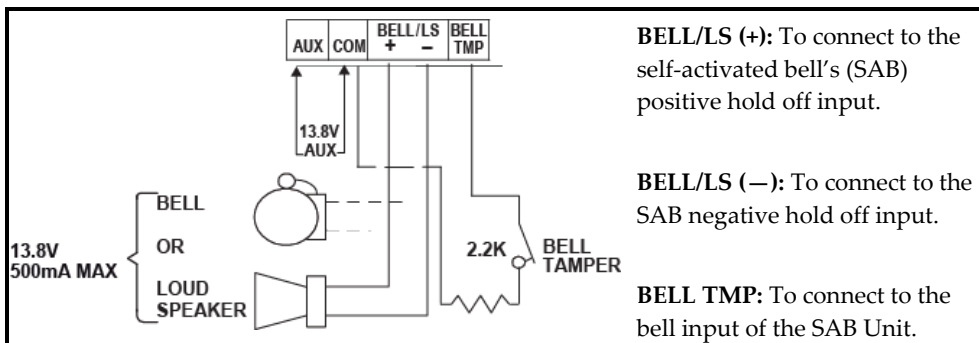 AUX COM BELL/LS + – BELL TMP
13.8V
AUX
BELL
OR
LOUD
SPEAKER
13.8V
500mA MAX
2.2K
BELL
TAMPER
BELL/LS (+): To connect to the
self-activated bell’s (SAB)
positive hold off input.
BELL/LS (—): To connect to the
SAB negative hold off input.
BELL TMP: To connect to the
bell input of the SAB Unit.